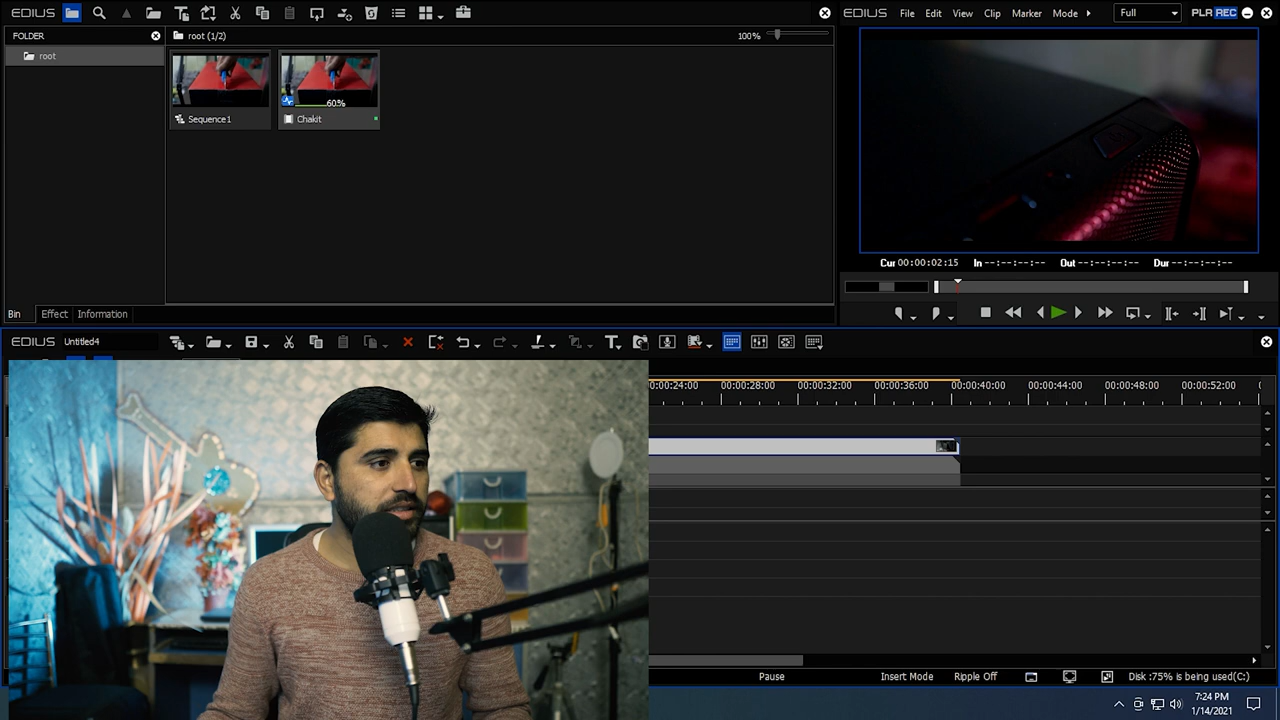 EDIUS
EDIUS File Edit View Clip Marker Mode Full PLR REC
FOLDER
root (1/2)
100%
root
60%
Sequence1
Chakit
Cur 00:00:02:15 In --:--:--:-- Out --:--:--:-- Dur --:--:--:--
Bin Effect Information
EDIUS Untitled4
0:00:24:00 00:00:28:00 00:00:32:00 00:00:36:00 00:00:40:00 00:00:44:00 00:00:48:00 00:00:52:00
Pause Insert Mode Ripple Off Disk :75% is being used(C:)
7:24 PM
1/14/2021